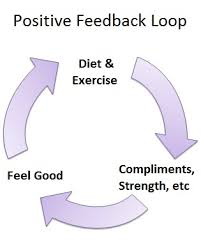 Positive Feedback Loop
Diet &
Exercise
Compliments,
Strength, etc
Feel Good